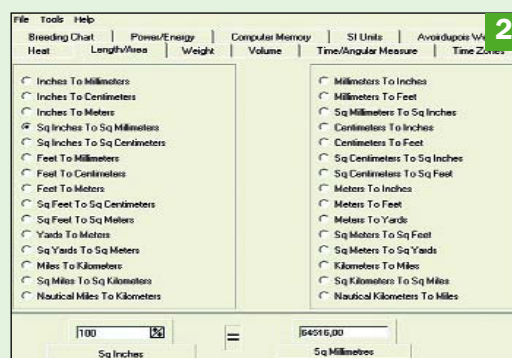 File Tools Help
2
Breeding Chart Power/Energy Computer Memory SI Units Avoirdupois We
Heat Length/Area Weight Volume Time/Angular Measure Time Zones
Inches To Millimeters
Inches To Centimeters
Inches To Meters
Sq Inches To Sq Millimeters
Sq Inches To Sq Centimeters
Feet To Millimeters
Feet To Centimeters
Feet To Meters
Sq Feet To Sq Centimeters
Sq Feet To Sq Meters
Yards To Meters
Sq Yards To Sq Meters
Miles To Kilometers
Sq Miles To Sq Kilometers
Nautical Miles To Kilometers
Millimeters To Inches
Millimeters To Feet
Sq Millimeters To Sq Inches
Centimeters To Inches
Centimeters To Feet
Sq Centimeters To Sq Inches
Sq Centimeters To Sq Feet
Meters To Inches
Meters To Feet
Meters To Yards
Sq Meters To Sq Feet
Sq Meters To Sq Yards
Kilometers To Miles
Sq Kilometers To Sq Miles
Nautical Kilometers To Miles
100 = 64516,00
Sq Inches Sq Millimetres